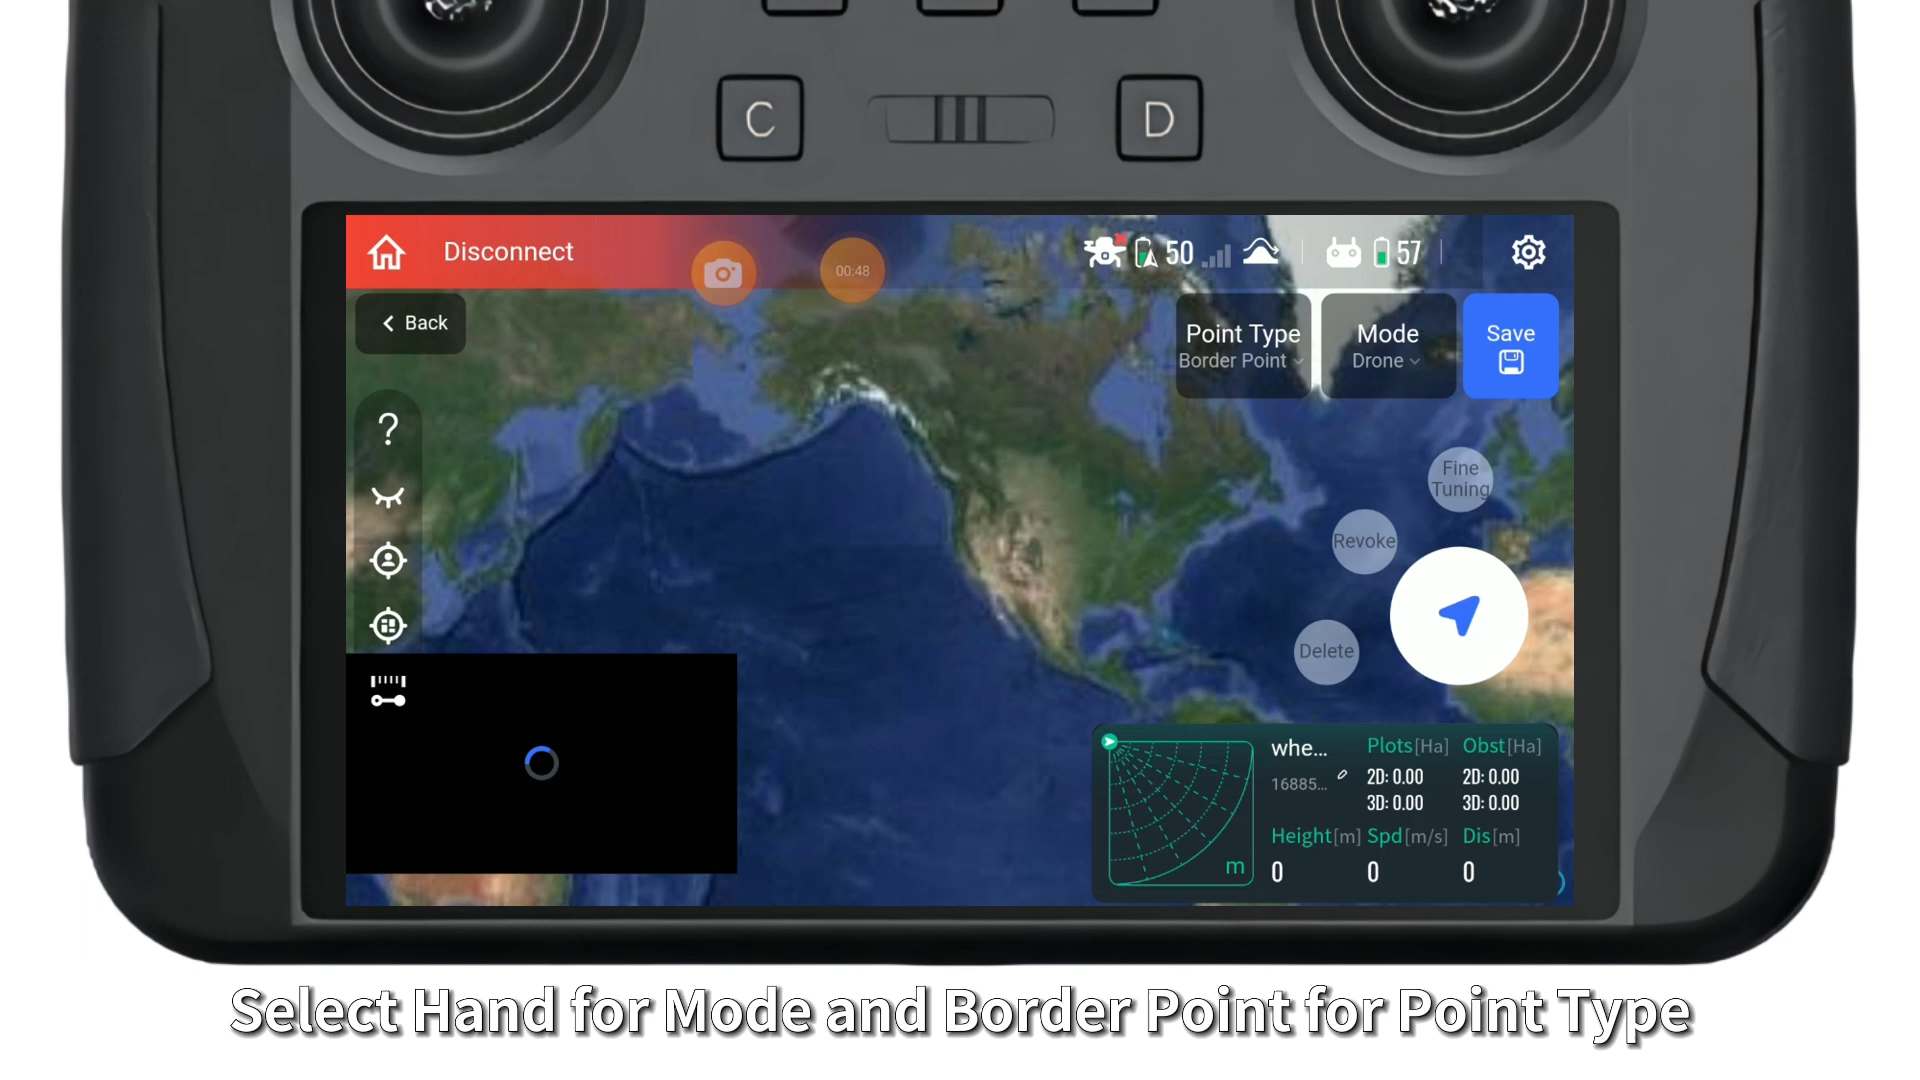 C
D
Disconnect
00:48
50
57
Back
Point Type
Border Point
Mode
Drone
Save
?
Fine
Tuning
Revoke
Delete
whe... Plots[Ha] Obst[Ha]
16885... 2D: 0.00 2D: 0.00
3D: 0.00 3D: 0.00
Height[m] Spd[m/s] Dis[m]
0 0 0
m
Select Hand for Mode and Border Point for Point Type